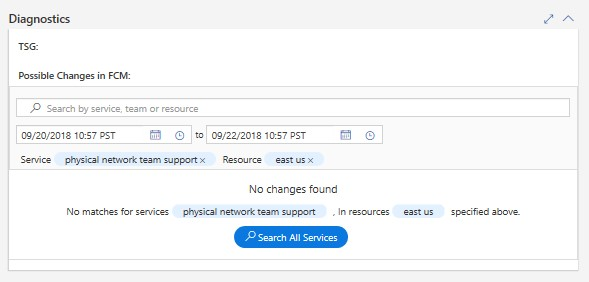 Diagnostics
TSG:
Possible Changes in FCM:
Search by service, team or resource
09/20/2018 10:57 PST to 09/22/2018 10:57 PST
Service physical network team support × Resource east us ×
No changes found
No matches for services physical network team support , In resources east us specified above.
Search All Services